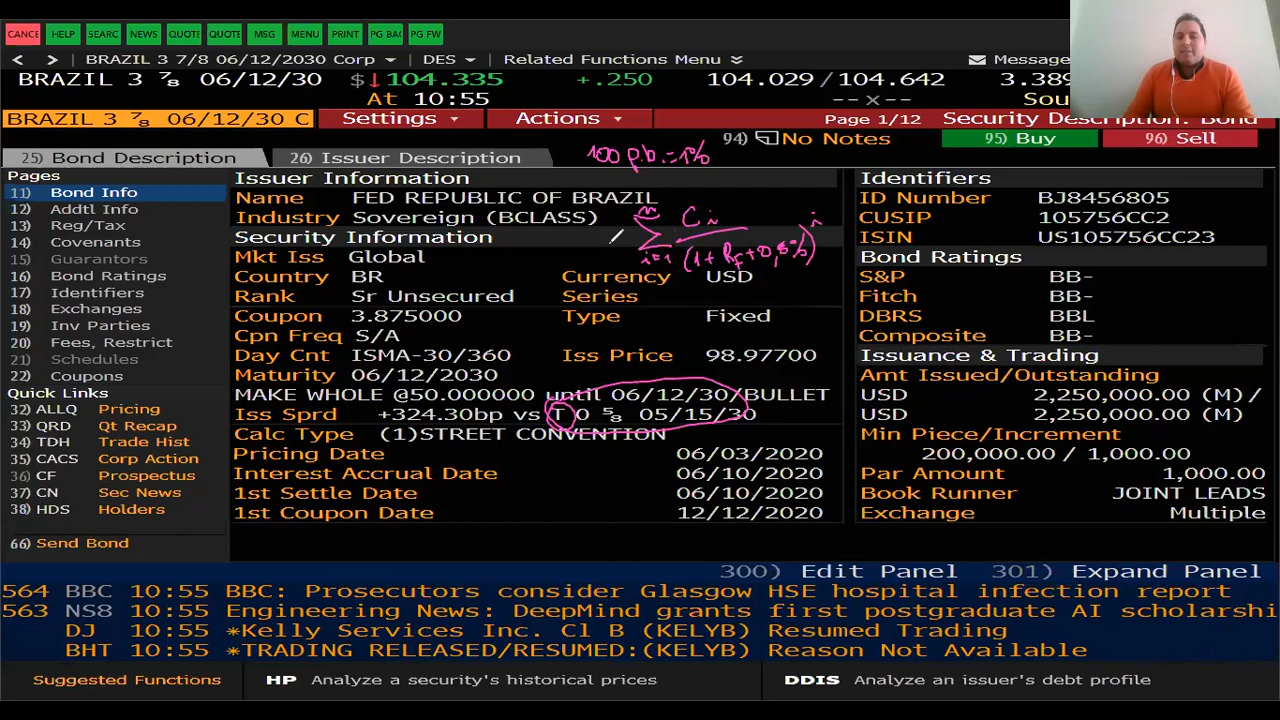 CANCE HELP SEARC NEWS QUOTE QUOTE MSG MENU PRINT PG BAC PG FW
< > BRAZIL 3 7/8 06/12/2030 Corp DES Related Functions Menu Message
BRAZIL 3 ⅞ 06/12/30 $↓104.335 +.250 104.029/104.642 3.389
At 10:55 --x-- Sou
BRAZIL 3 ⅞ 06/12/30 C Settings Actions Page 1/12 Security Description: Bond
94) No Notes 95) Buy 96) Sell
25) Bond Description 26) Issuer Description
100 p.b. = 1%
Pages
11) Bond Info
12) Addtl Info
13) Reg/Tax
14) Covenants
15) Guarantors
16) Bond Ratings
17) Identifiers
18) Exchanges
19) Inv Parties
20) Fees, Restrict
21) Schedules
22) Coupons
Quick Links
32) ALLQ Pricing
33) QRD Qt Recap
34) TDH Trade Hist
35) CACS Corp Action
36) CF Prospectus
37) CN Sec News
38) HDS Holders
66) Send Bond
Issuer Information
Name FED REPUBLIC OF BRAZIL
Industry Sovereign (BCLASS)
Security Information
Mkt Iss Global
Country BR Currency USD
Rank Sr Unsecured Series
Coupon 3.875000 Type Fixed
Cpn Freq S/A
Day Cnt ISMA-30/360 Iss Price 98.97700
Maturity 06/12/2030
MAKE WHOLE @50.000000 until 06/12/30/BULLET
Iss Sprd +324.30bp vs T 0 ⅝ 05/15/30
Calc Type (1)STREET CONVENTION
Pricing Date 06/03/2020
Interest Accrual Date 06/10/2020
1st Settle Date 06/10/2020
1st Coupon Date 12/12/2020
n
∑ Ci
i=1 (1+Rf+0,5%)^i
Identifiers
ID Number BJ8456805
CUSIP 105756CC2
ISIN US105756CC23
Bond Ratings
S&P BB-
Fitch BB-
DBRS BBL
Composite BB-
Issuance & Trading
Amt Issued/Outstanding
USD 2,250,000.00 (M) /
USD 2,250,000.00 (M)
Min Piece/Increment
200,000.00 / 1,000.00
Par Amount 1,000.00
Book Runner JOINT LEADS
Exchange Multiple
300) Edit Panel 301) Expand Panel
564 BBC 10:55 BBC: Prosecutors consider Glasgow HSE hospital infection report
563 NS8 10:55 Engineering News: DeepMind grants first postgraduate AI scholarshi
DJ 10:55 *Kelly Services Inc. Cl B (KELYB) Resumed Trading
BHT 10:55 *TRADING RELEASED/RESUMED:(KELYB) Reason Not Available
Suggested Functions HP Analyze a security's historical prices DDIS Analyze an issuer's debt profile